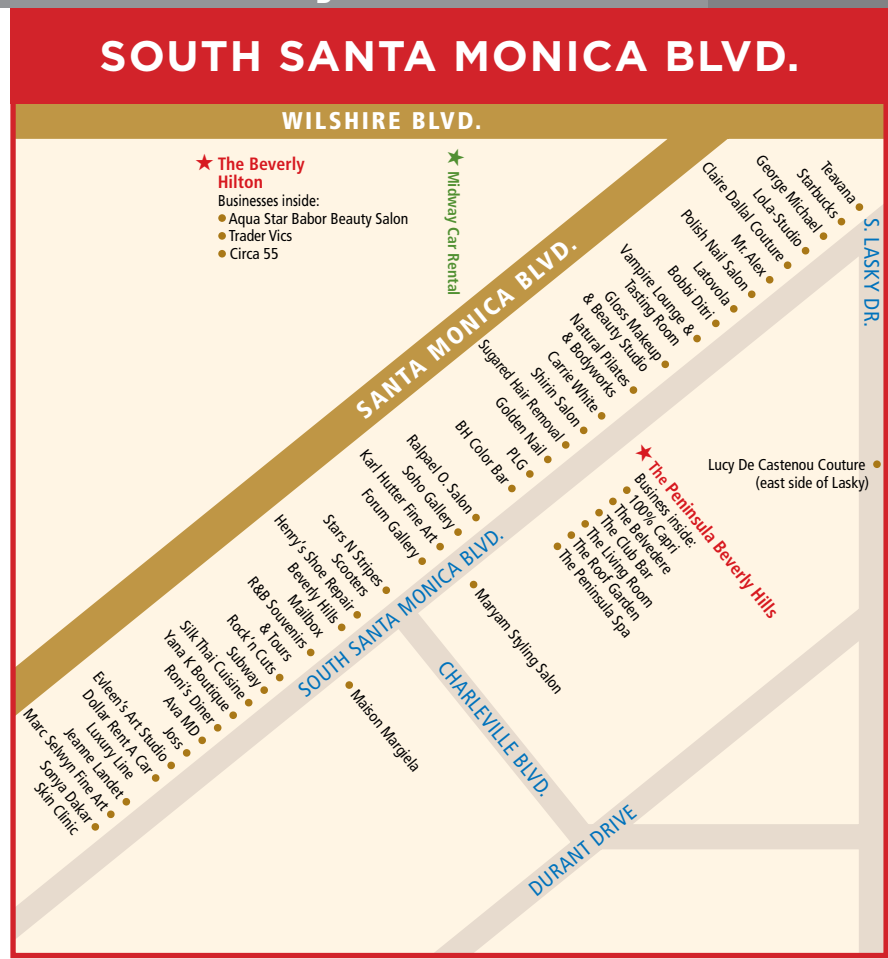 SOUTH SANTA MONICA BLVD.
WILSHIRE BLVD.
The Beverly
Hilton
Businesses inside:
Aqua Star Babor Beauty Salon
Trader Vics
Circa 55
Midway Car Rental
SANTA MONICA BLVD.
S. LASKY DR.
Teavana
Starbucks
George Michael
LoLa-Studio
Claire Dallal Couture
Mr. Alex
Polish Nail Salon
Latovola
Bobbi Ditri
Vampire Lounge &
Tasting Room
Gloss Makeup
& Beauty Studio
Natural Pilates
& Bodyworks
Carrie White
Shirin Salon
Sugared Hair Removal
Golden Nail
PLG
BH Color Bar
Ralpael O. Salon
Soho Gallery
Karl Hutter Fine Art
Forum Gallery
Stars N Stripes
Scooters
Henry's Shoe Repair
Beverly Hills
Mailbox
R&B Souvenirs
& Tours
Rock'n Cuts
Subway
Silk Thai Cuisine
Yana K Boutique
Roni's Diner
Ava MD
Joss
Evleen's Art Studio
Dollar Rent A Car
Luxury Line
Jeanne Landet
Marc Selwyn Fine Art
Sonya Dakar
Skin Clinic
SOUTH SANTA MONICA BLVD.
Lucy De Castenou Couture
(east side of Lasky)
The Peninsula Beverly Hills
Business inside:
100% Capri
The Belvedere
The Club Bar
The Living Room
The Roof Garden
The Peninsula Spa
Maryam Styling Salon
Maison Margiela
CHARLEVILLE BLVD.
DURANT DRIVE